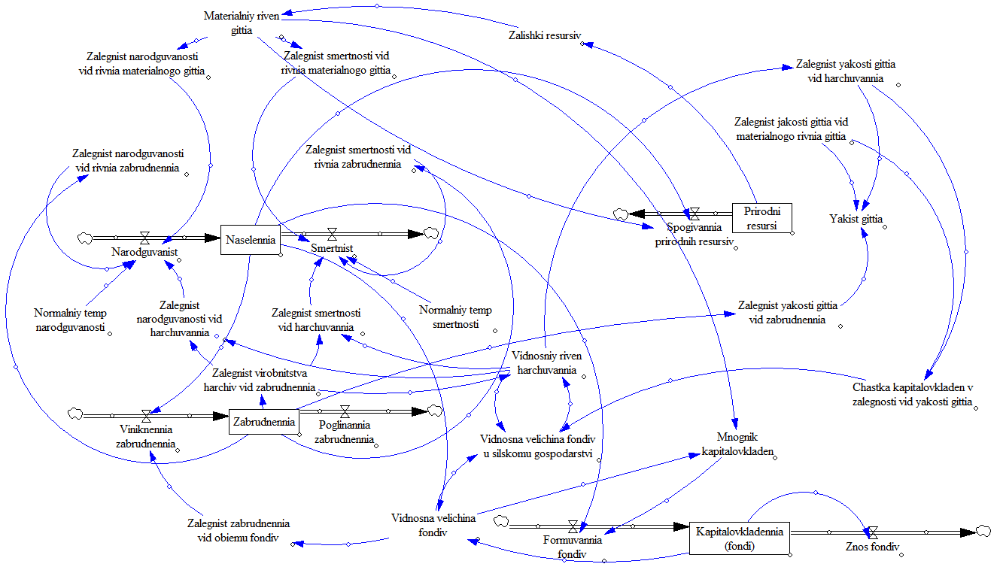 Materialniy riven
gittia
Zalishki resursiv
Zalegnist narodguvanosti
vid rivnia materialnogo gittia
Zalegnist smertnosti vid
rivnia materialnogo gittia
Zalegnist yakosti gittia
vid harchuvannia
Zalegnist jakosti gittia vid
materialnogo rivnia gittia
Zalegnist narodguvanosti
vid rivnia zabrudnennia
Zalegnist smertnosti vid
rivnia zabrudnennia
Narodguvanist
Naselennia
Smertnist
Spogivannia
prirodnih resursiv
Prirodni
resursi
Yakist gittia
Normalniy temp
narodguvanosti
Zalegnist
narodguvanosti vid
harchuvannia
Zalegnist smertnosti
vid harchuvannia
Normalniy temp
smertnosti
Zalegnist yakosti gittia
vid zabrudnennia
Zalegnist virobnitstva
harchiv vid zabrudnennia
Vidnosniy riven
harchuvannia
Chastka kapitalovkladen v
zalegnosti vid yakosti gittia
Viniknennia
zabrudnennia
Zabrudnennia
Poglinannia
zabrudnennia
Vidnosna velichina fondiv
u silskomu gospodarstvi
Mnognik
kapitalovkladen
Zalegnist zabrudnennia
vid obiemu fondiv
Vidnosna velichina
fondiv
Formuvannia
fondiv
Kapitalovkladennia
(fondi)
Znos fondiv